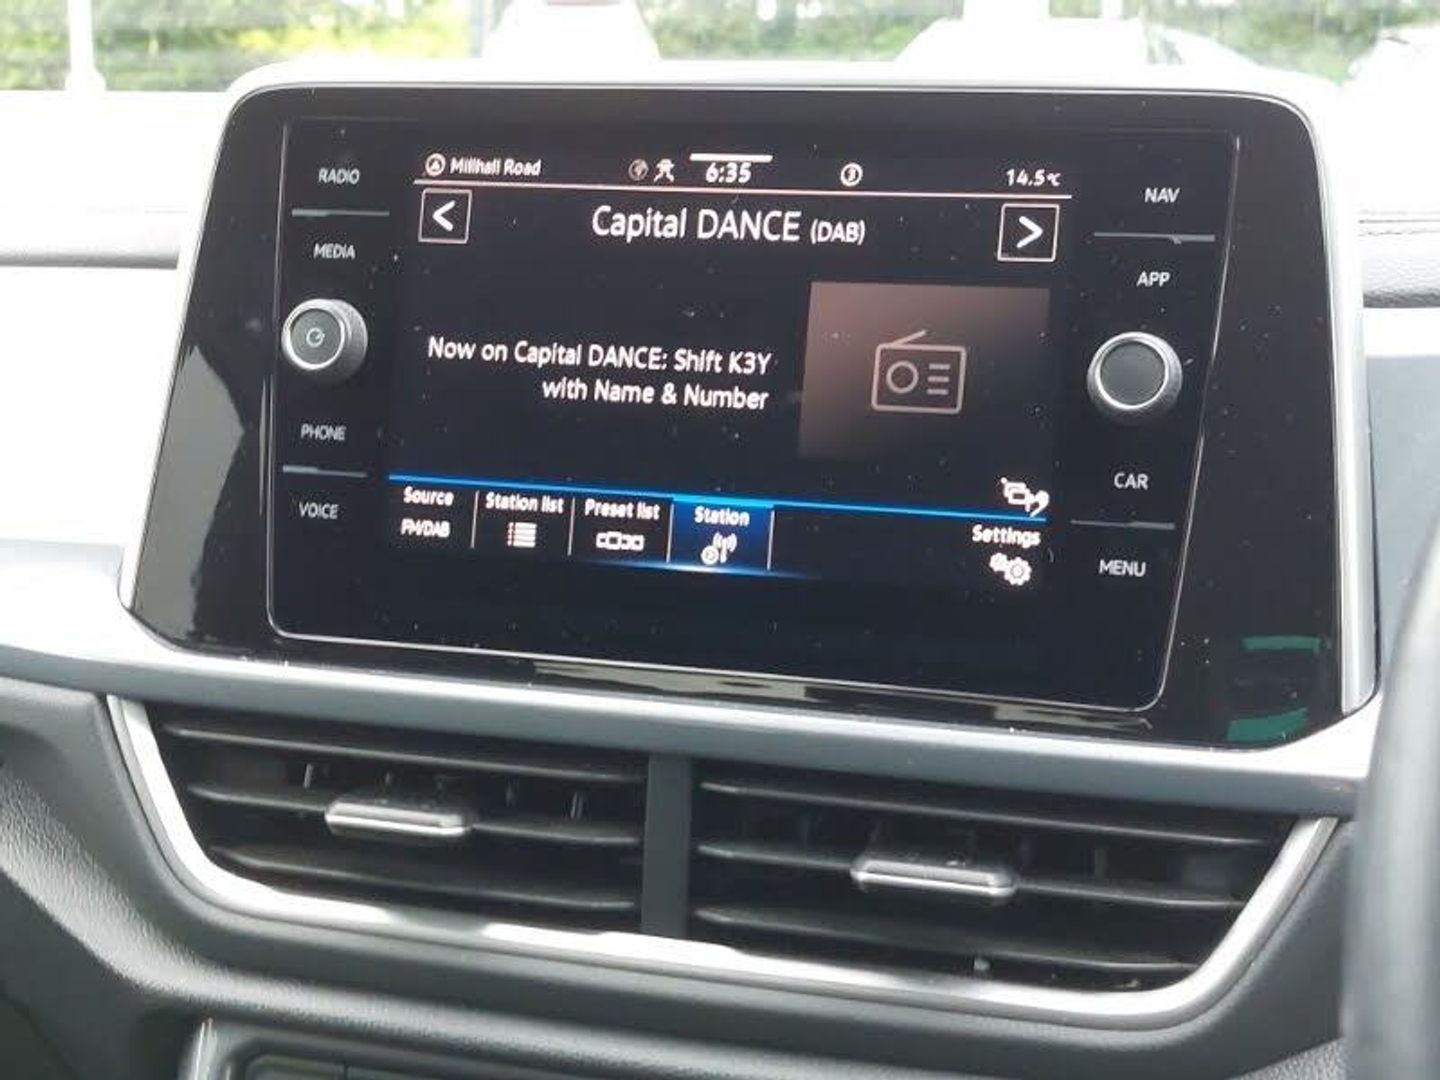 RADIO
MEDIA
PHONE
VOICE
Millhall Road
6:35
14.5°C
Capital DANCE (DAB)
Now on Capital DANCE: Shift K3Y
with Name & Number
Source
FM/DAB
Station list
Preset list
Station
Settings
NAV
APP
CAR
MENU